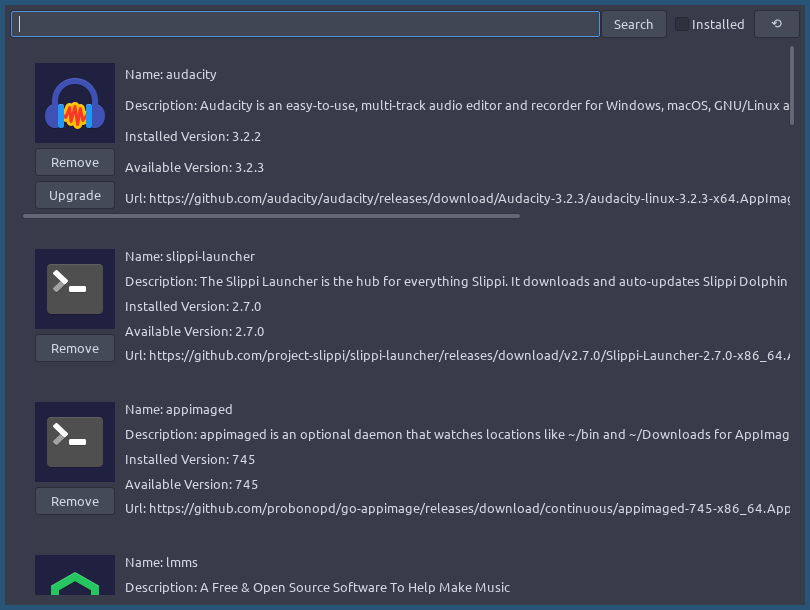 Search
Installed
Name: audacity
Description: Audacity is an easy-to-use, multi-track audio editor and recorder for Windows, macOS, GNU/Linux a
Installed Version: 3.2.2
Remove
Available Version: 3.2.3
Upgrade
Url: https://github.com/audacity/audacity/releases/download/Audacity-3.2.3/audacity-linux-3.2.3-x64.AppImag
Name: slippi-launcher
Description: The Slippi Launcher is the hub for everything Slippi. It downloads and auto-updates Slippi Dolphin
Installed Version: 2.7.0
Available Version: 2.7.0
Remove
Url: https://github.com/project-slippi/slippi-launcher/releases/download/v2.7.0/Slippi-Launcher-2.7.0-x86_64.A
Name: appimaged
Description: appimaged is an optional daemon that watches locations like ~/bin and ~/Downloads for AppImag
Installed Version: 745
Available Version: 745
Remove
Url: https://github.com/probonopd/go-appimage/releases/download/continuous/appimaged-745-x86_64.App
Name: lmms
Description: A Free & Open Source Software To Help Make Music